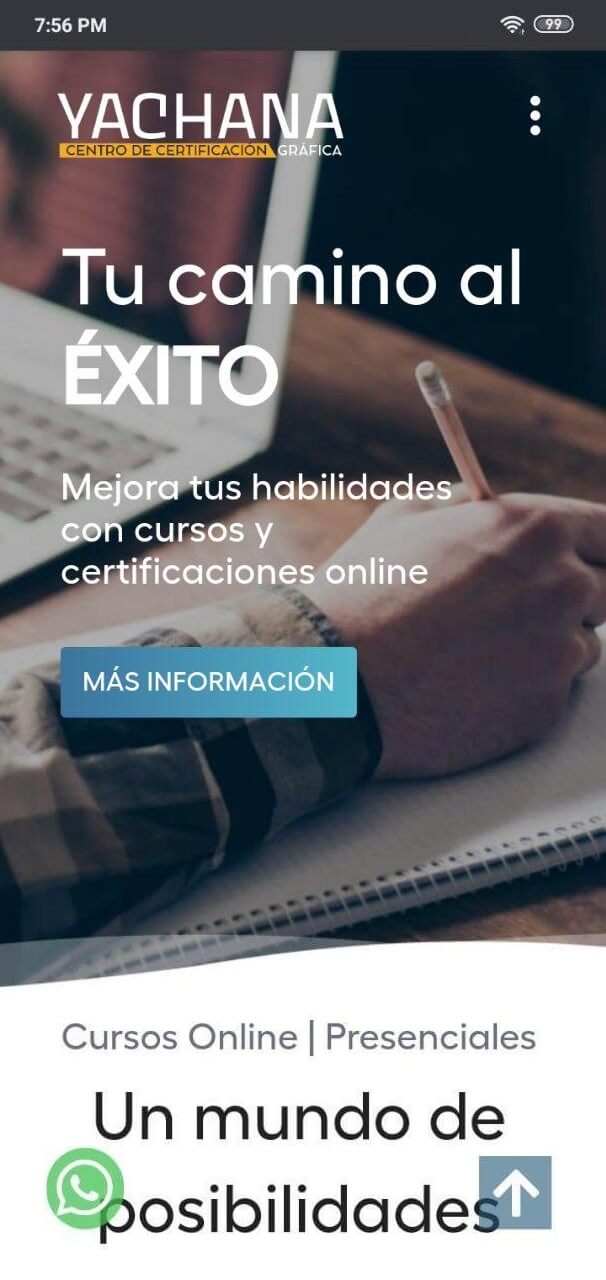 7:56 PM
99
YACHANA
CENTRO DE CERTIFICACIÓN GRÁFICA
Tu camino al
ÉXITO
Mejora tus habilidades
con cursos y
certificaciones online
MÁS INFORMACIÓN
Cursos Online | Presenciales
Un mundo de
posibilidades